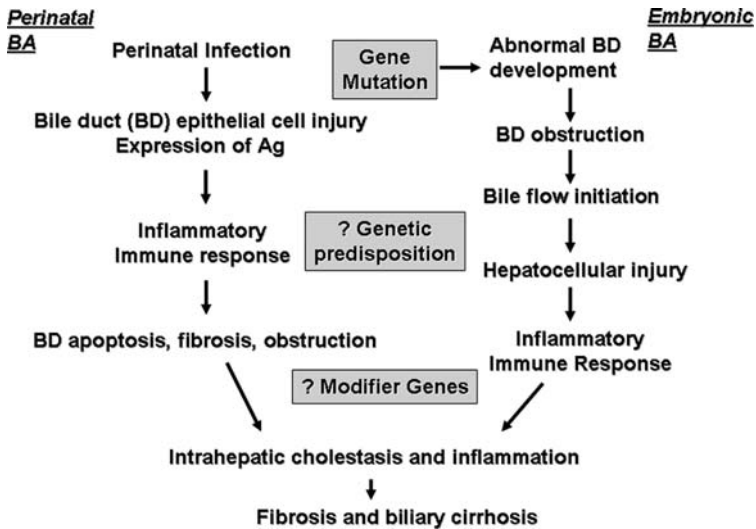 Perinatal
BA
Perinatal Infection
Bile duct (BD) epithelial cell injury
Expression of Ag
Inflammatory
Immune response
BD apoptosis, fibrosis, obstruction
Gene
Mutation
? Genetic
predisposition
? Modifier Genes
Embryonic
BA
Abnormal BD
development
BD obstruction
Bile flow initiation
Hepatocellular injury
Inflammatory
Immune Response
Intrahepatic cholestasis and inflammation
Fibrosis and biliary cirrhosis